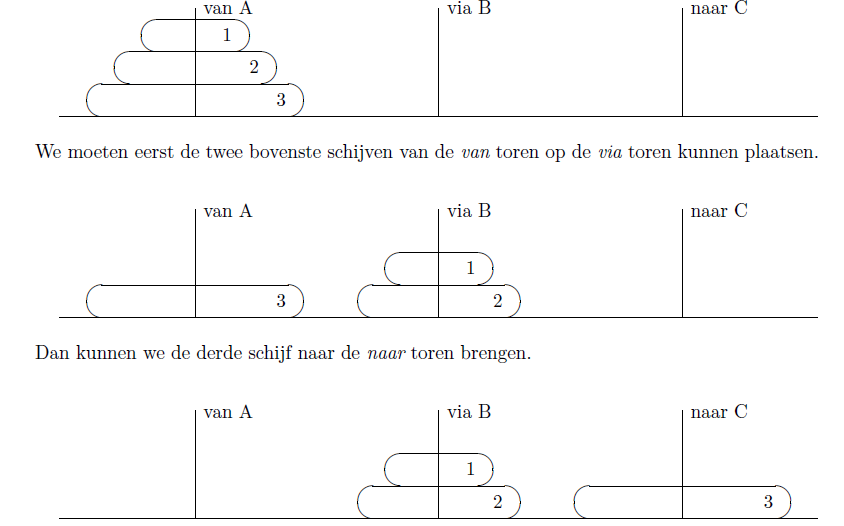 van A via B naar C
1
2
3
We moeten eerst de twee bovenste schijven van de van toren op de via toren kunnen plaatsen.
van A via B naar C
1
3 2
Dan kunnen we de derde schijf naar de naar toren brengen.
van A via B naar C
1
2 3